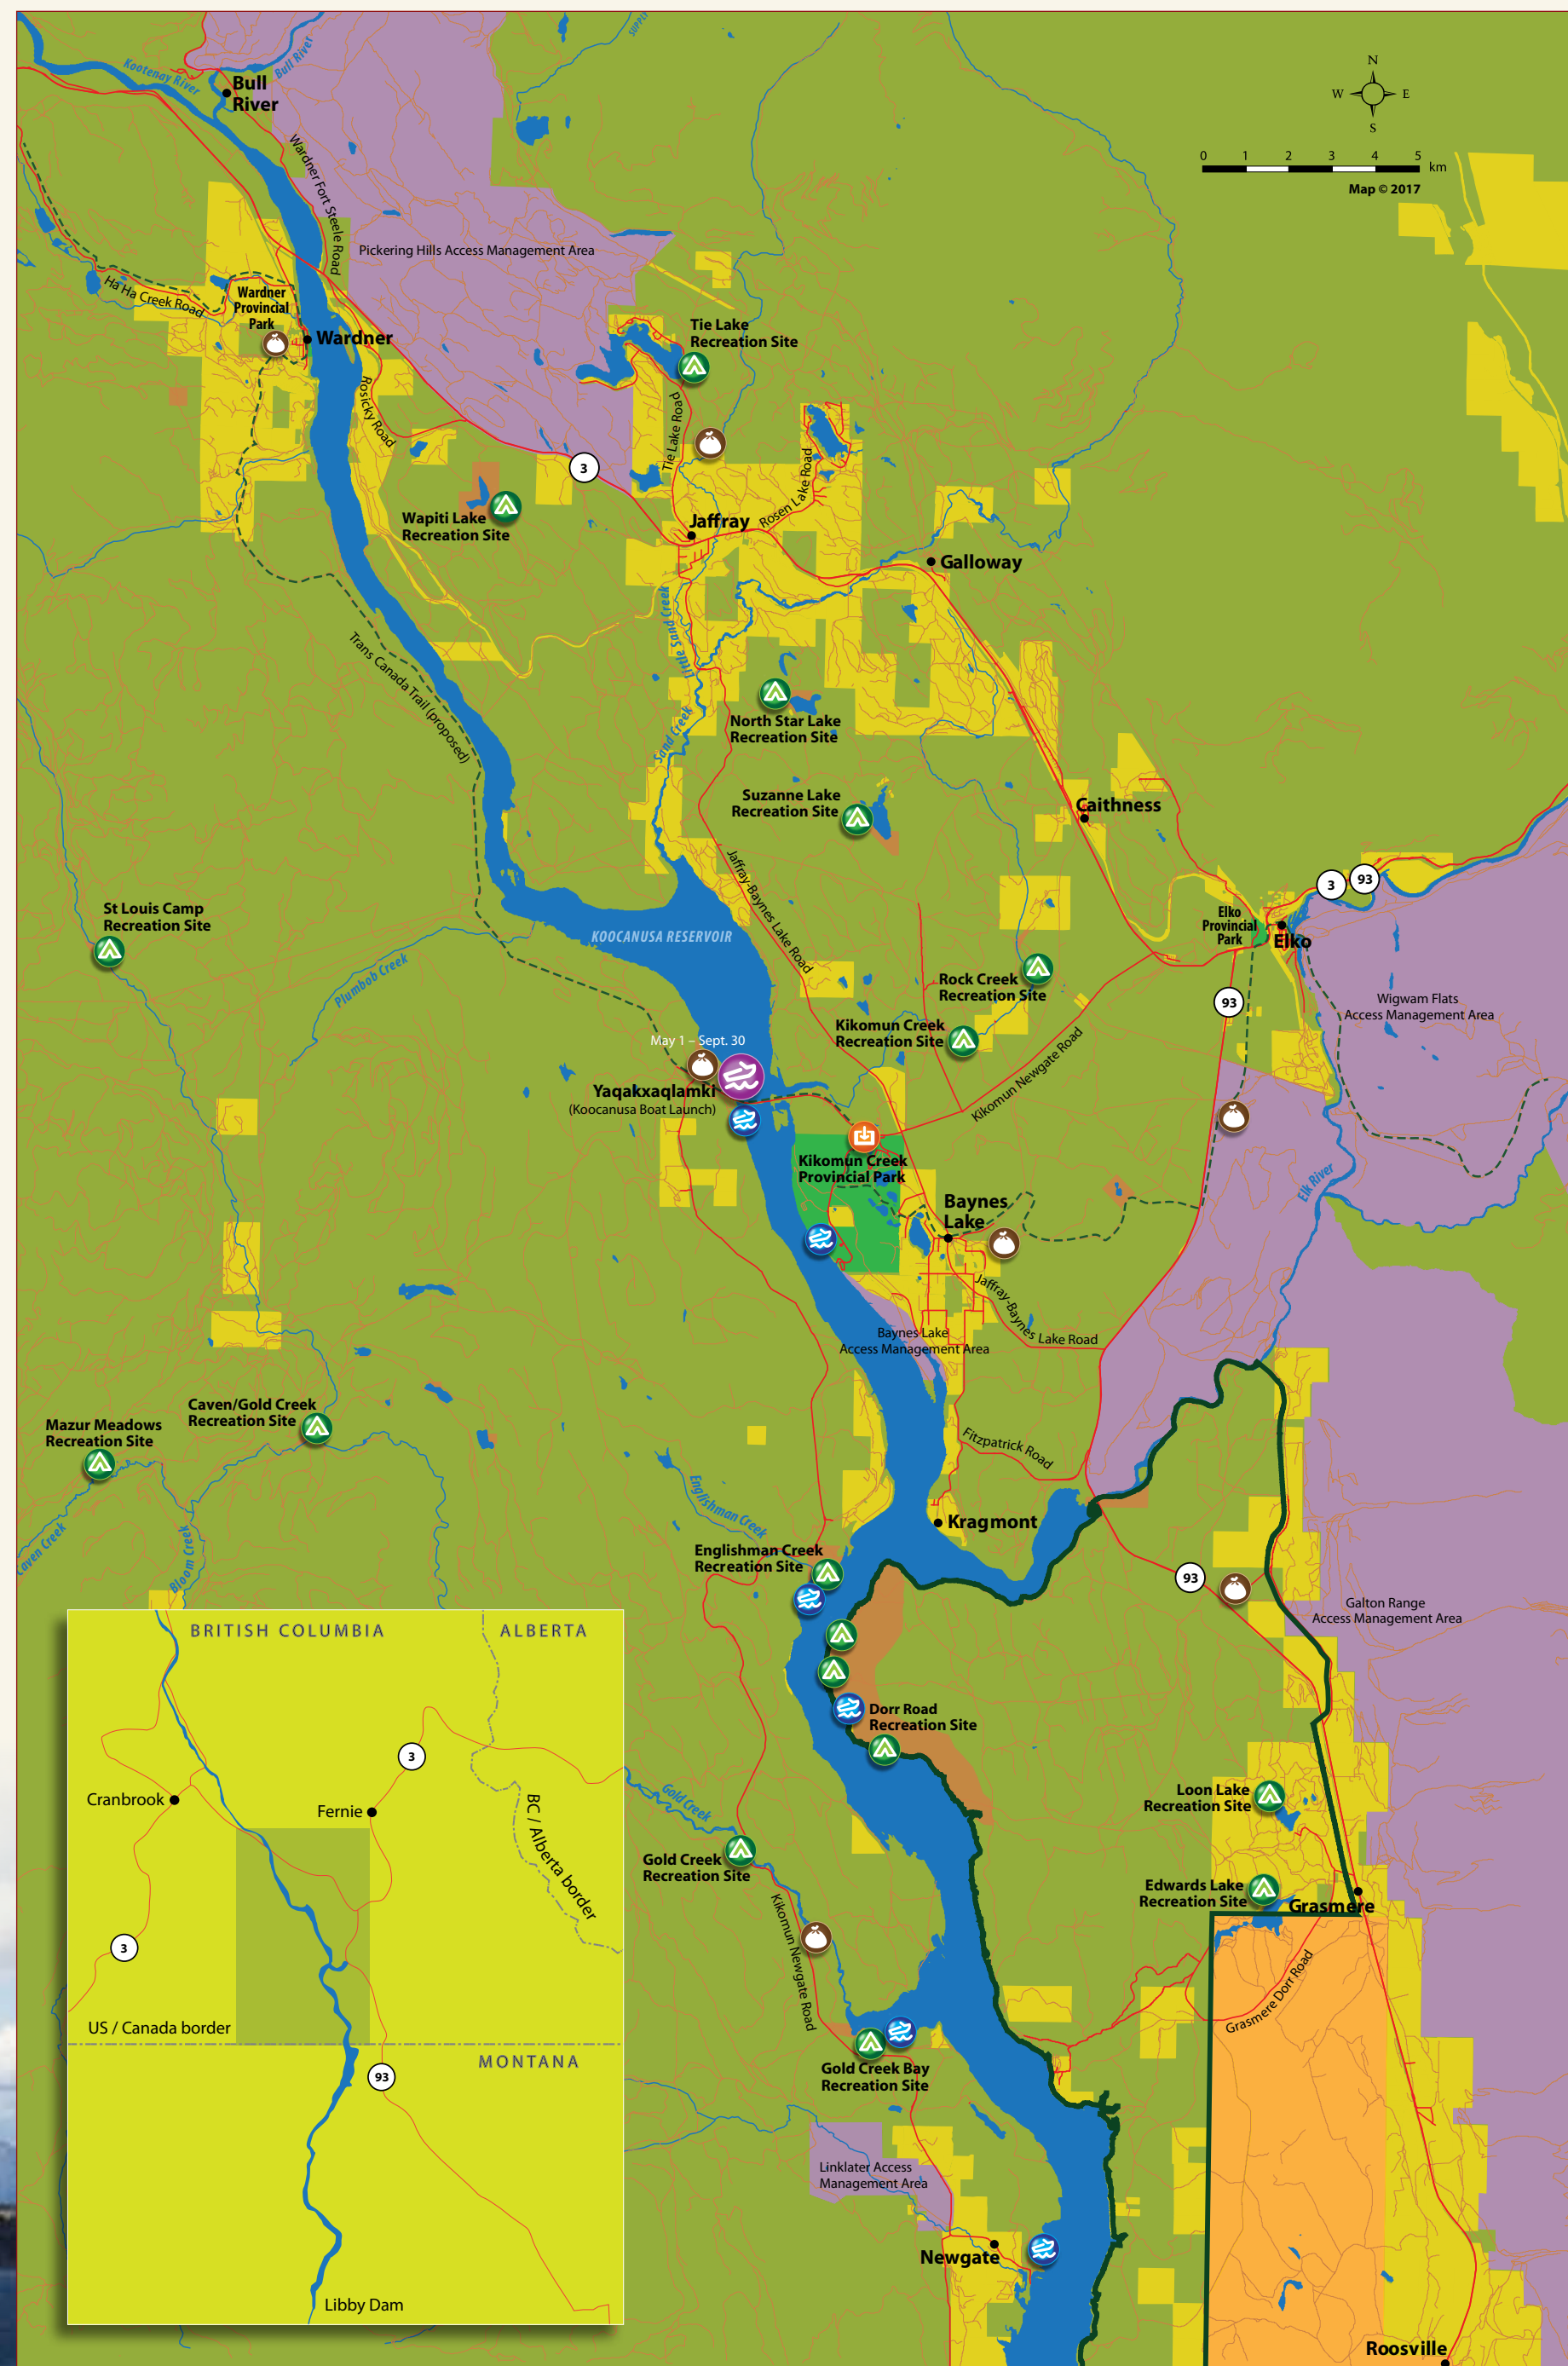 SUPPLY
Kootenay River
Bull River
Bull
River
N
W
E
S
0 1 2 3 4 5 km
Map © 2017
Wardner Fort Steele Road
Pickering Hills Access Management Area
Ha Ha Creek Road
Wardner
Provincial
Park
Wardner
Tie Lake
Recreation Site
Rosicky Road
Tie Lake Road
3
Rosen Lake Road
Wapiti Lake
Recreation Site
Jaffray
Galloway
Little Sand Creek
Trans Canada Trail (proposed)
Sand Creek
North Star Lake
Recreation Site
Suzanne Lake
Recreation Site
Caithness
Jaffray-Baynes Lake Road
3
93
St Louis Camp
Recreation Site
Elko
Provincial
Park
Elko
KOOCANUSA RESERVOIR
Plumbob Creek
Rock Creek
Recreation Site
93
Wigwam Flats
Access Management Area
Kikomun Creek
Recreation Site
May 1 – Sept. 30
Kikomun Newgate Road
Yaqakxaqlamki
(Koocanusa Boat Launch)
Kikomun Creek
Provincial Park
Elk River
Baynes
Lake
Jaffray-Baynes Lake Road
Baynes Lake
Access Management Area
Caven/Gold Creek
Recreation Site
Mazur Meadows
Recreation Site
Fitzpatrick Road
Englishman Creek
Caven Creek
Bloom Creek
Kragmont
Englishman Creek
Recreation Site
93
Galton Range
Access Management Area
BRITISH COLUMBIA
ALBERTA
Dorr Road
Recreation Site
3
Cranbrook
Fernie
BC / Alberta border
Gold Creek
Loon Lake
Recreation Site
Gold Creek
Recreation Site
Edwards Lake
Recreation Site
Grasmere
Kikomun Newgate Road
3
Grasmere Dorr Road
US / Canada border
MONTANA
93
Gold Creek Bay
Recreation Site
Linklater Access
Management Area
Newgate
Libby Dam
Roosville